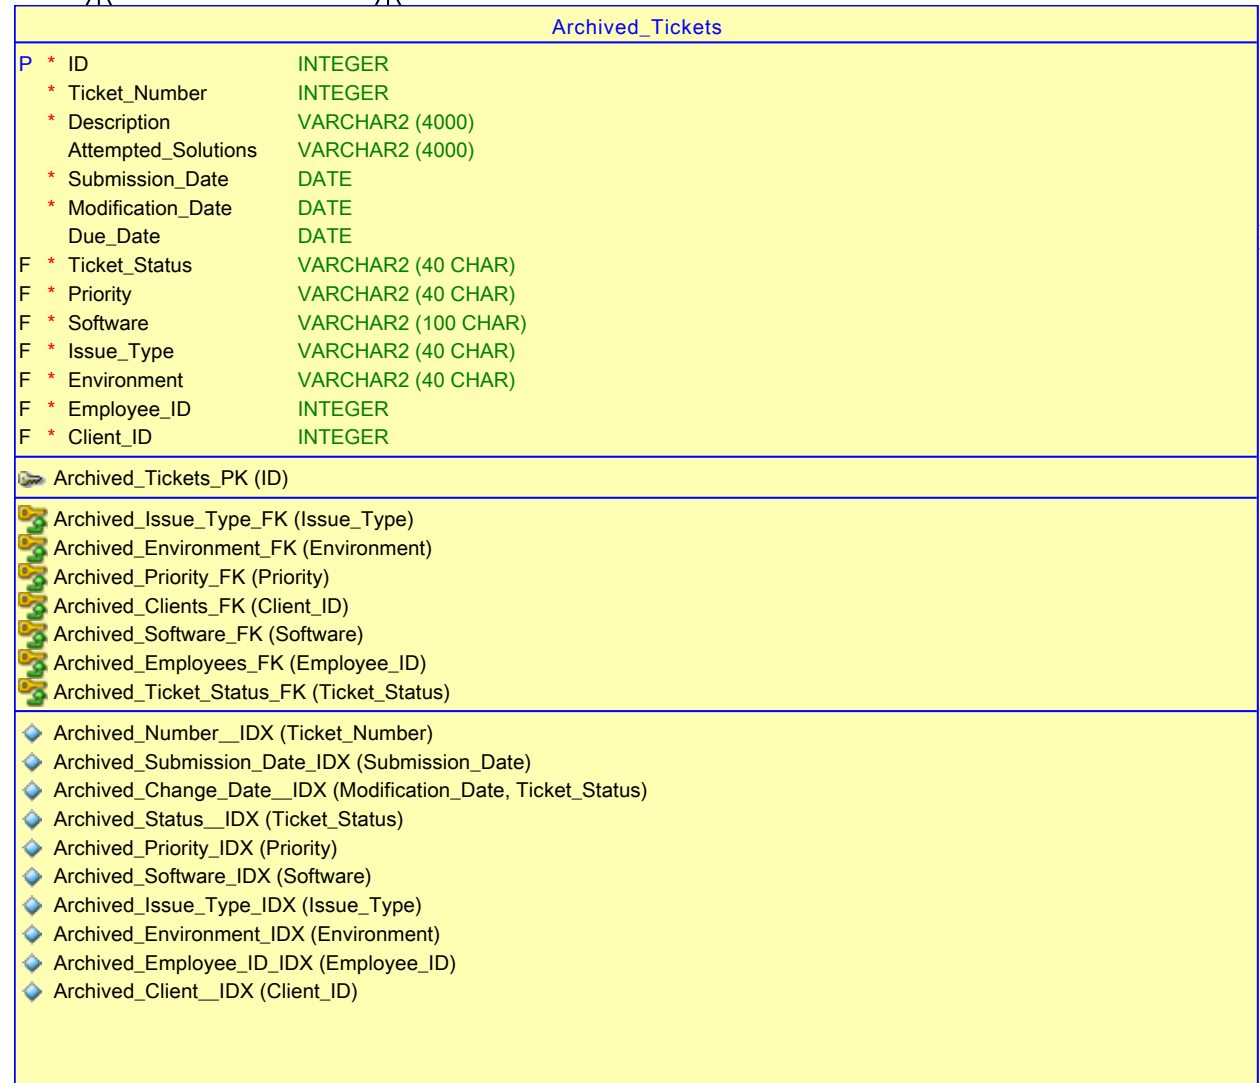 Archived_Tickets
P * ID INTEGER
* Ticket_Number INTEGER
* Description VARCHAR2 (4000)
Attempted_Solutions VARCHAR2 (4000)
* Submission_Date DATE
* Modification_Date DATE
Due_Date DATE
F * Ticket_Status VARCHAR2 (40 CHAR)
F * Priority VARCHAR2 (40 CHAR)
F * Software VARCHAR2 (100 CHAR)
F * Issue_Type VARCHAR2 (40 CHAR)
F * Environment VARCHAR2 (40 CHAR)
F * Employee_ID INTEGER
F * Client_ID INTEGER
Archived_Tickets_PK (ID)
Archived_Issue_Type_FK (Issue_Type)
Archived_Environment_FK (Environment)
Archived_Priority_FK (Priority)
Archived_Clients_FK (Client_ID)
Archived_Software_FK (Software)
Archived_Employees_FK (Employee_ID)
Archived_Ticket_Status_FK (Ticket_Status)
Archived_Number__IDX (Ticket_Number)
Archived_Submission_Date_IDX (Submission_Date)
Archived_Change_Date__IDX (Modification_Date, Ticket_Status)
Archived_Status__IDX (Ticket_Status)
Archived_Priority_IDX (Priority)
Archived_Software_IDX (Software)
Archived_Issue_Type_IDX (Issue_Type)
Archived_Environment_IDX (Environment)
Archived_Employee_ID_IDX (Employee_ID)
Archived_Client__IDX (Client_ID)